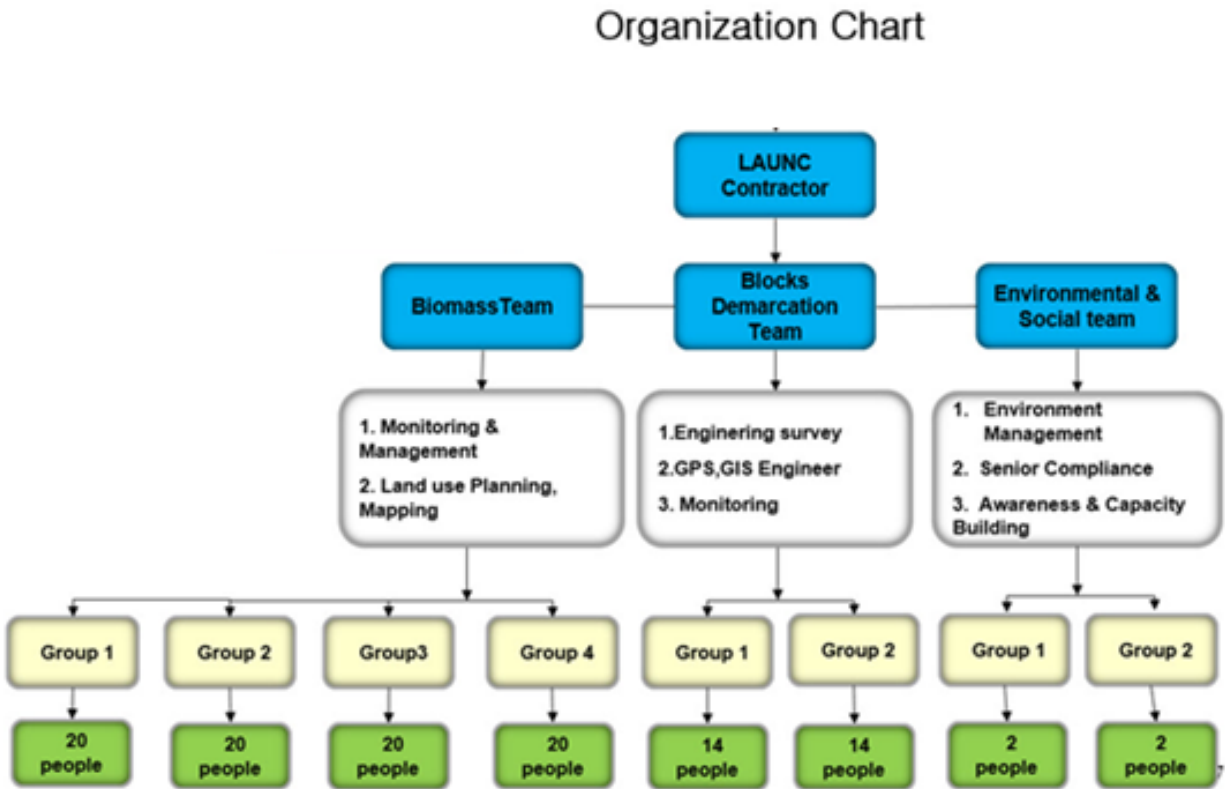 Organization Chart
LAUNC
Contractor
BiomassTeam
Blocks
Demarcation
Team
Environmental &
Social team
1. Monitoring &
Management
2. Land use Planning,
Mapping
1.Enginering survey
2.GPS,GIS Engineer
3. Monitoring
1. Environment
Management
2. Senior Compliance
3. Awareness & Capacity
Building
Group 1
Group 2
Group3
Group 4
Group 1
Group 2
Group 1
Group 2
20
people
20
people
20
people
20
people
14
people
14
people
2
people
2
people